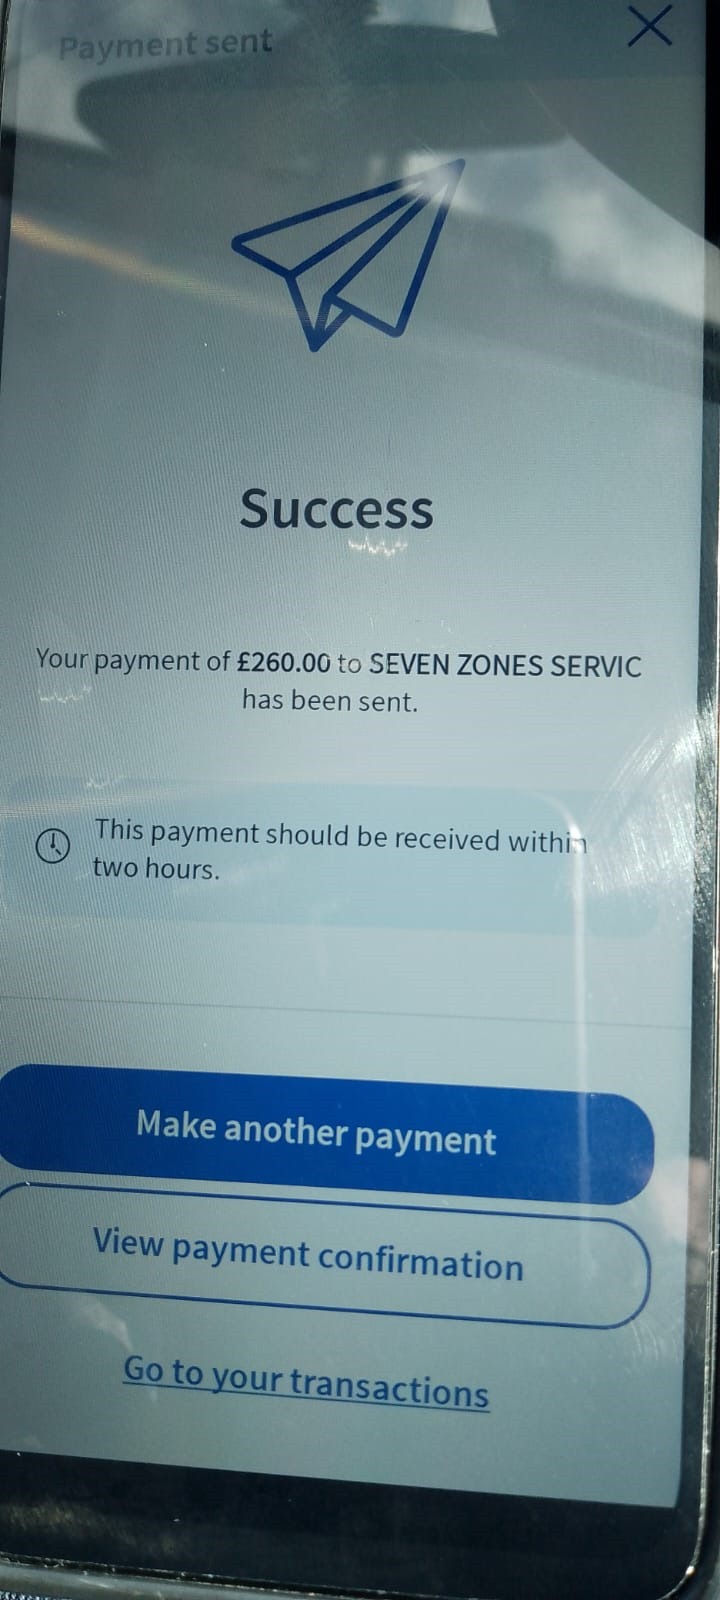 Payment sent
Success
Your payment of £260.00 to SEVEN ZONES SERVIC
has been sent.
This payment should be received within
two hours.
Make another payment
View payment confirmation
Go to your transactions